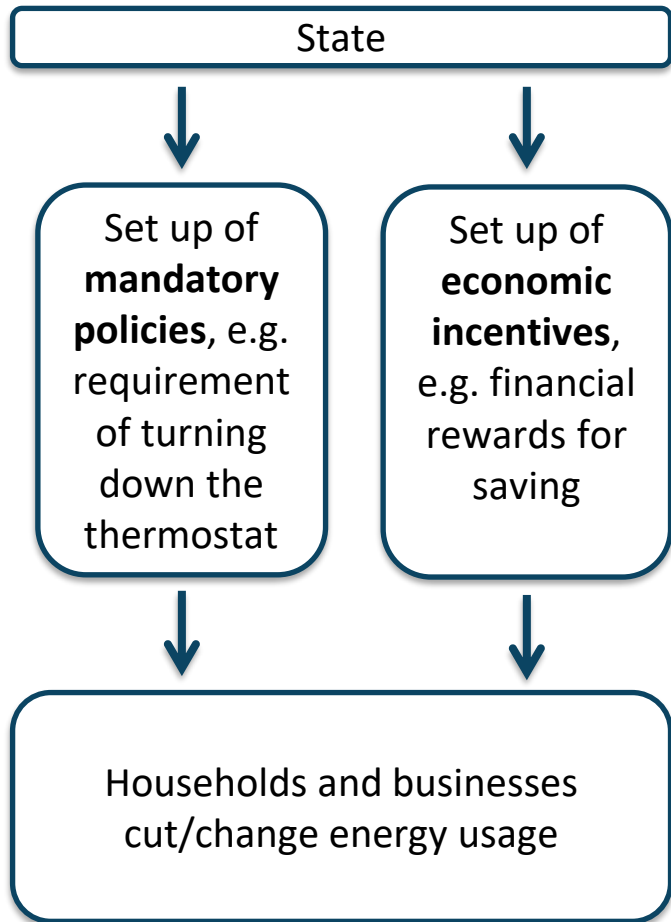 State
Set up of
mandatory
policies, e.g.
requirement
of turning
down the
thermostat
Set up of
economic
incentives,
e.g. financial
rewards for
saving
Households and businesses
cut/change energy usage